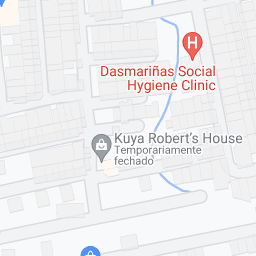 H
Dasmariñas Social
Hygiene Clinic
Kuya Robert's House
Temporariamente
fechado